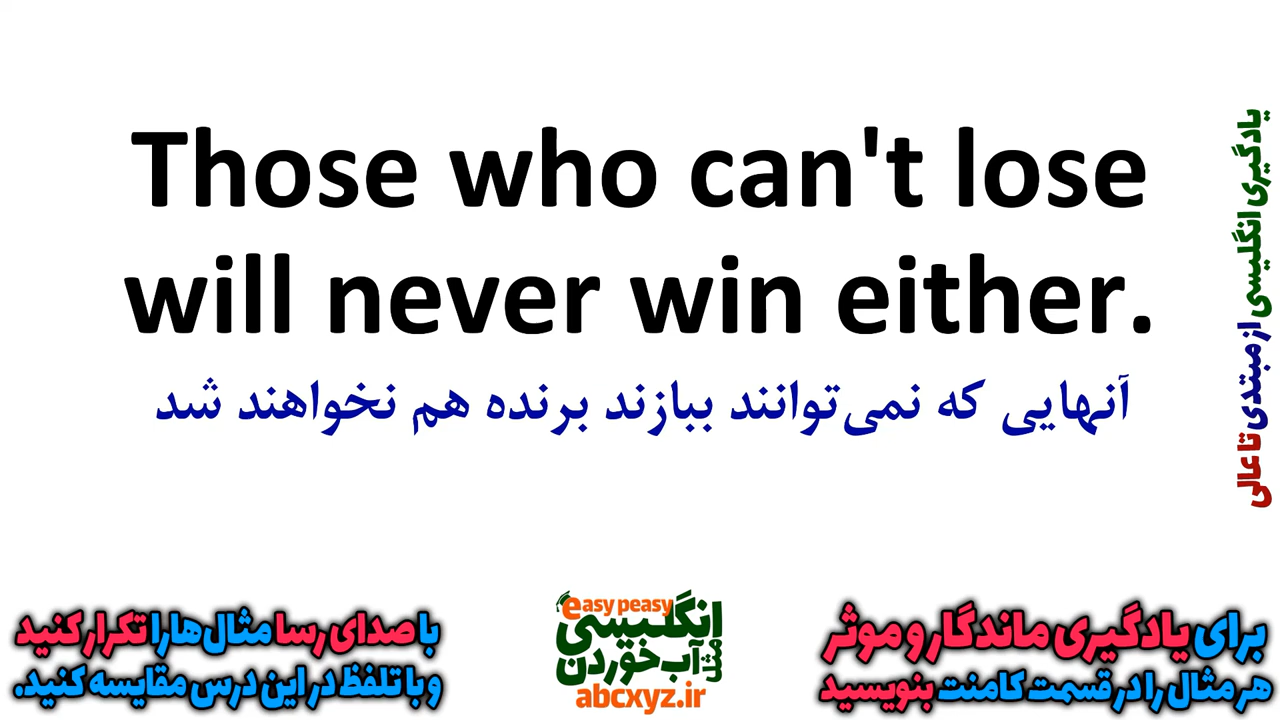 Those who can't lose
will never win either.
آنهایی که نمی‌توانند ببازند برنده هم نخواهند شد
یادگیری انگلیسی از مبتدی تا عالی
برای یادگیری ماندگار و موثر
هر مثال را در قسمت کامنت بنویسید
easy peasy
انگلیسی
مثل
آب خوردن
abcxyz.ir
با صدای رسا مثال‌ها را تکرار کنید
و با تلفظ در این درس مقایسه کنید.